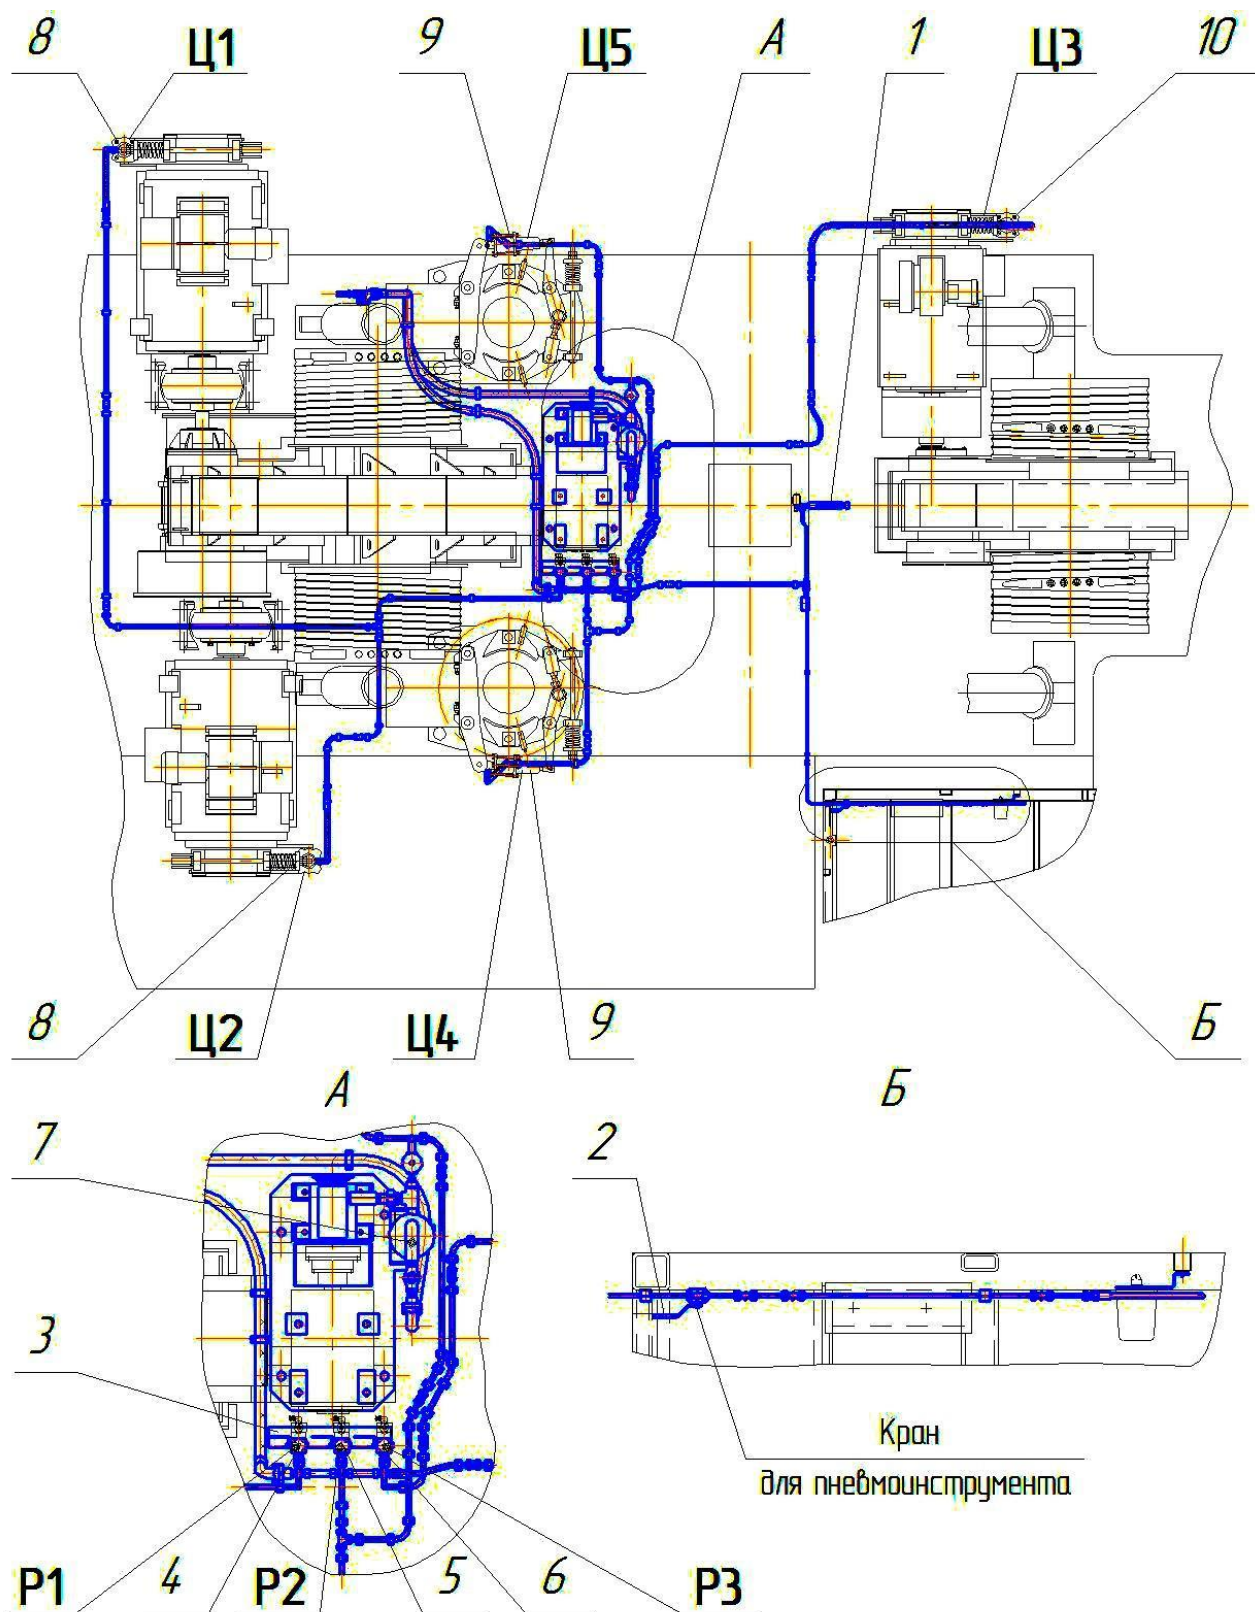 8 Ц1 9 Ц5 А 1 Ц3 10
8 Ц2 Ц4 9 Б
А Б
7 2
3
Кран
для пневмоинструмента
Р1 4 Р2 5 6 Р3